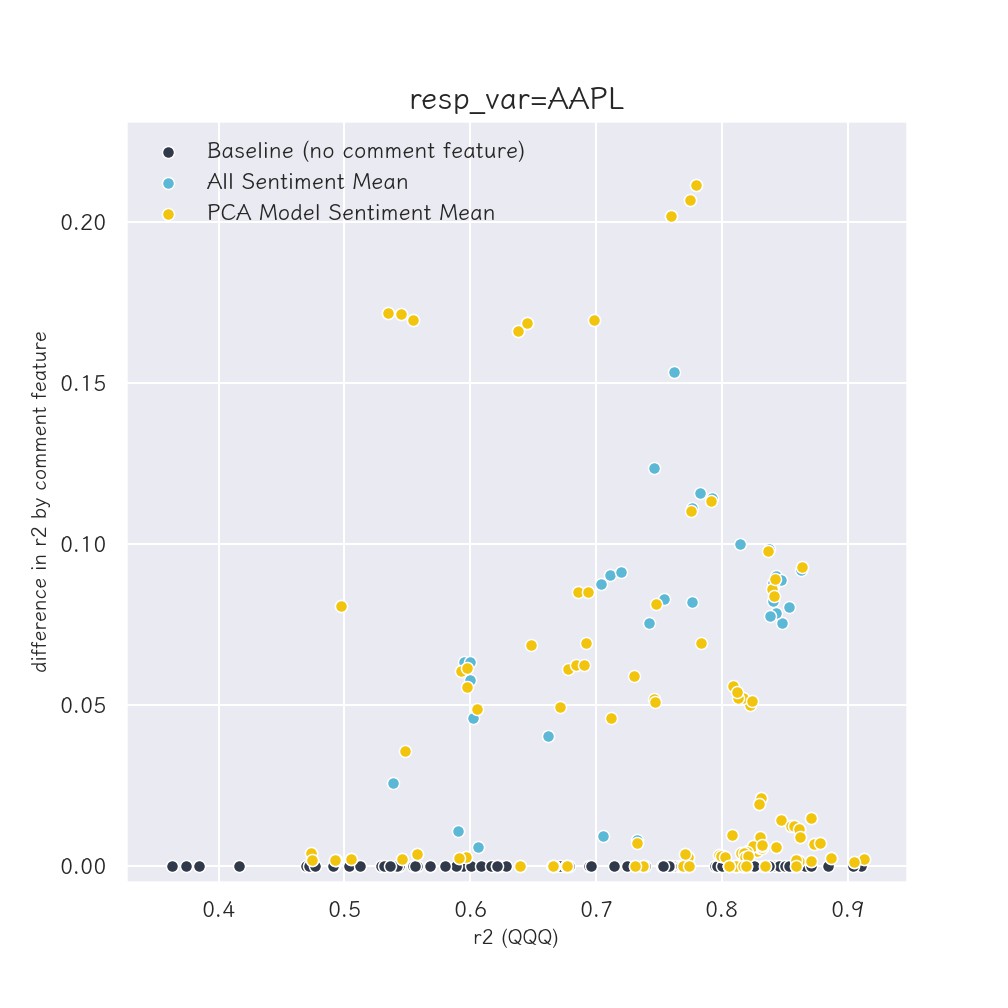 resp_var=AAPL
Baseline (no comment feature)
All Sentiment Mean
PCA Model Sentiment Mean
difference in r2 by comment feature
0.20
0.15
0.10
0.05
0.00
0.4 0.5 0.6 0.7 0.8 0.9
r2 (QQQ)